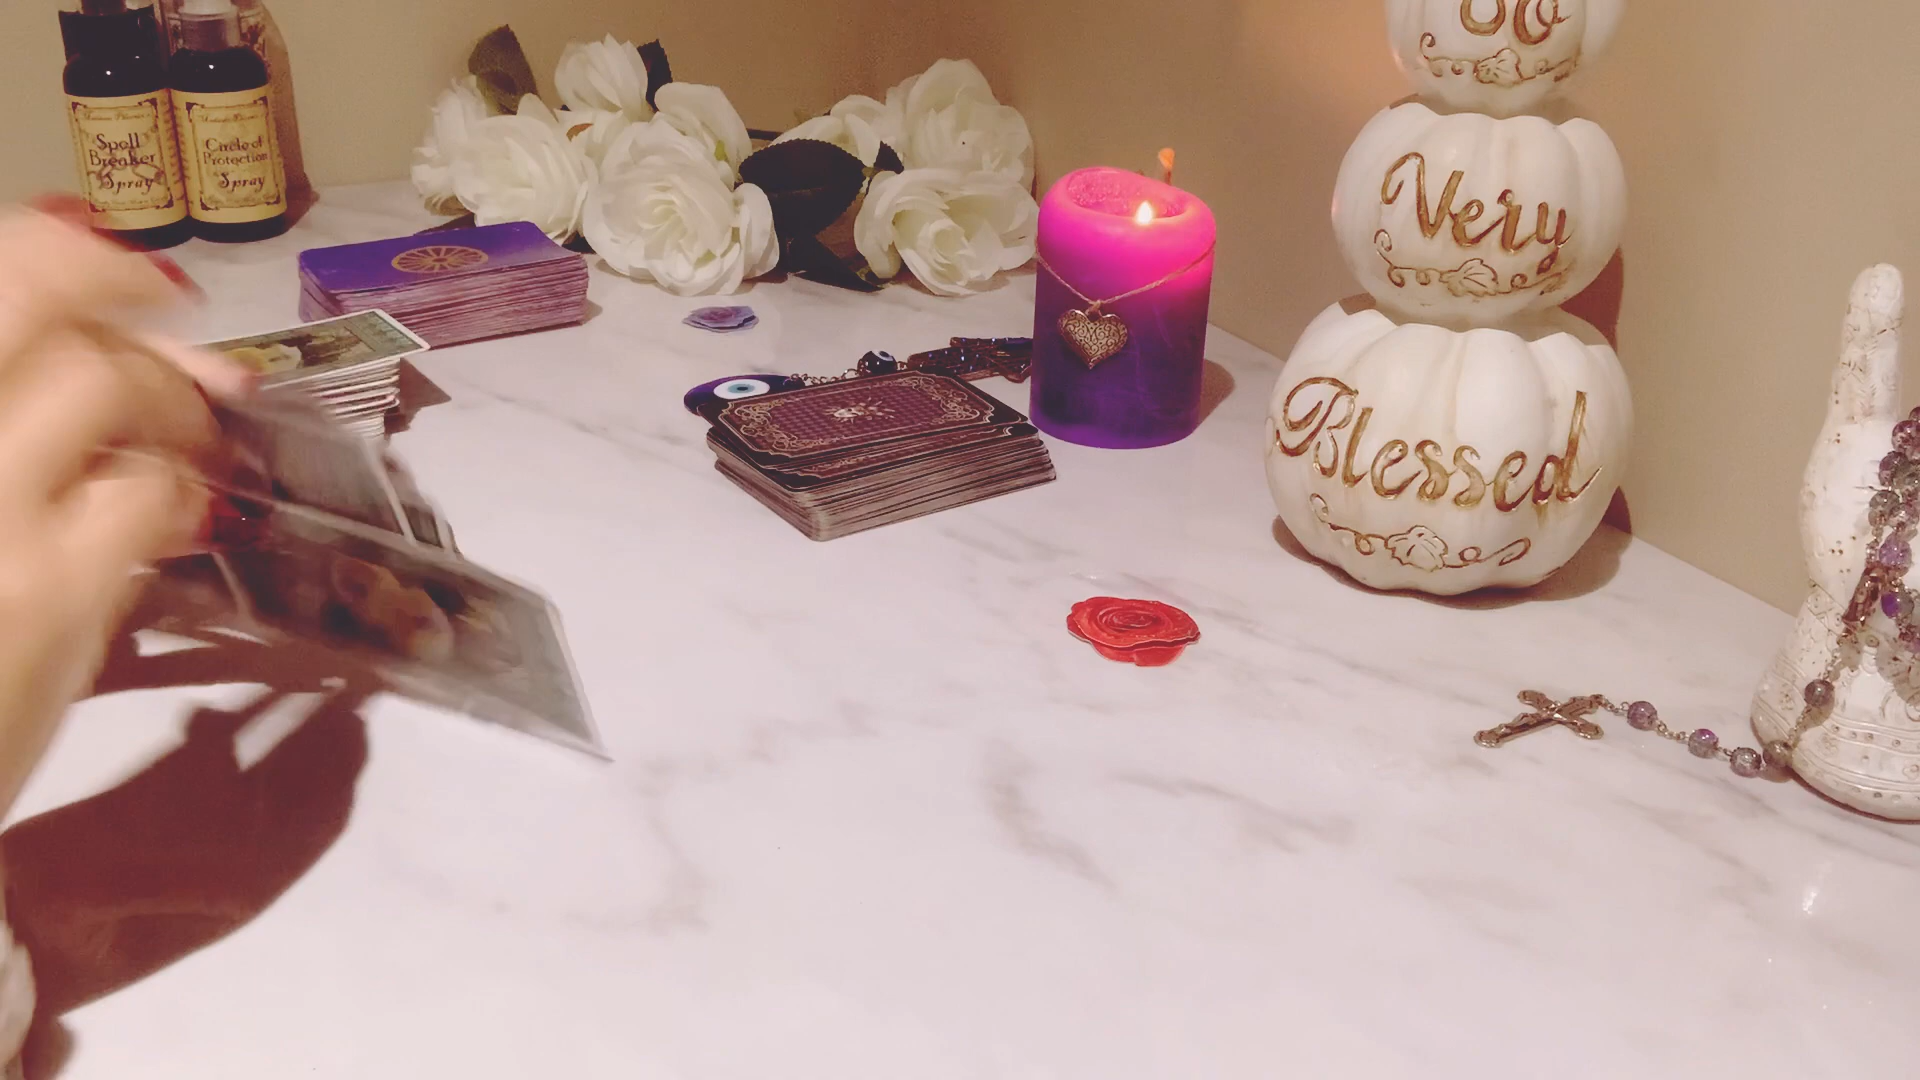 Spell
Breaker
Spray
Circle of
Protection
Spray
So
Very
Blessed